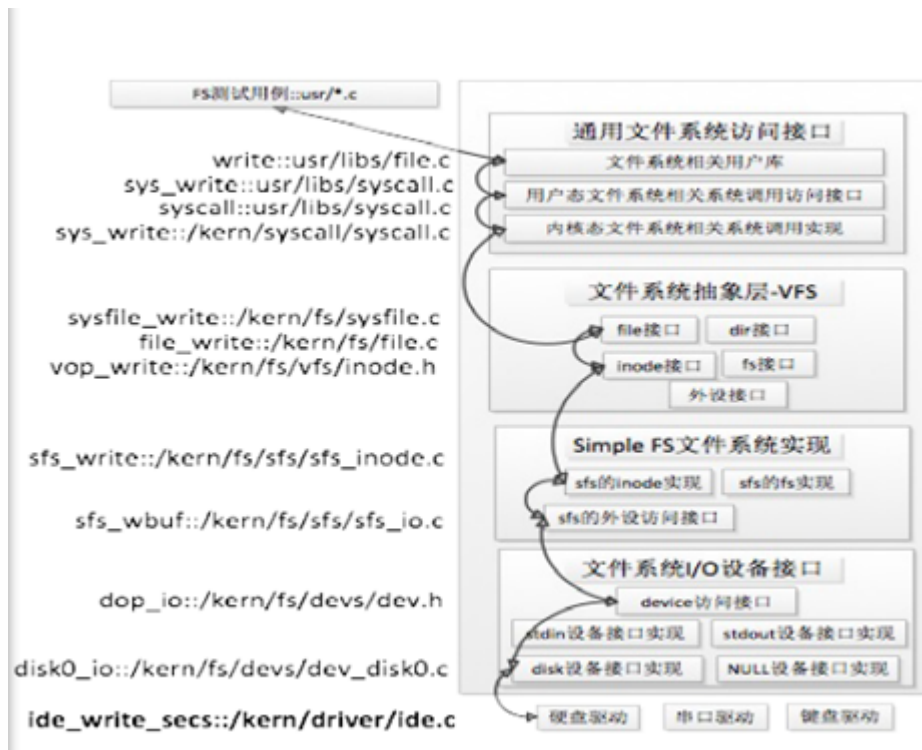 FS测试用例::usr/*.c
通用文件系统访问接口
write::usr/libs/file.c
文件系统相关用户库
sys_write::usr/libs/syscall.c
用户态文件系统相关系统调用访问接口
syscall::usr/libs/syscall.c
sys_write::/kern/syscall/syscall.c
内核态文件系统相关系统调用实现
文件系统抽象层-VFS
sysfile_write::/kern/fs/sysfile.c
file接口 dir接口
file_write::/kern/fs/file.c
vop_write::/kern/fs/vfs/inode.h
inode接口 fs接口
外设接口
Simple FS文件系统实现
sfs_write::/kern/fs/sfs/sfs_inode.c
sfs的inode实现 sfs的fs实现
sfs_wbuf::/kern/fs/sfs/sfs_io.c
sfs的外设访问接口
文件系统I/O设备接口
dop_io::/kern/fs/devs/dev.h
device访问接口
stdin设备接口实现 stdout设备接口实现
disk0_io::/kern/fs/devs/dev_disk0.c
disk设备接口实现 NULL设备接口实现
ide_write_secs::/kern/driver/ide.c
硬盘驱动 串口驱动 键盘驱动